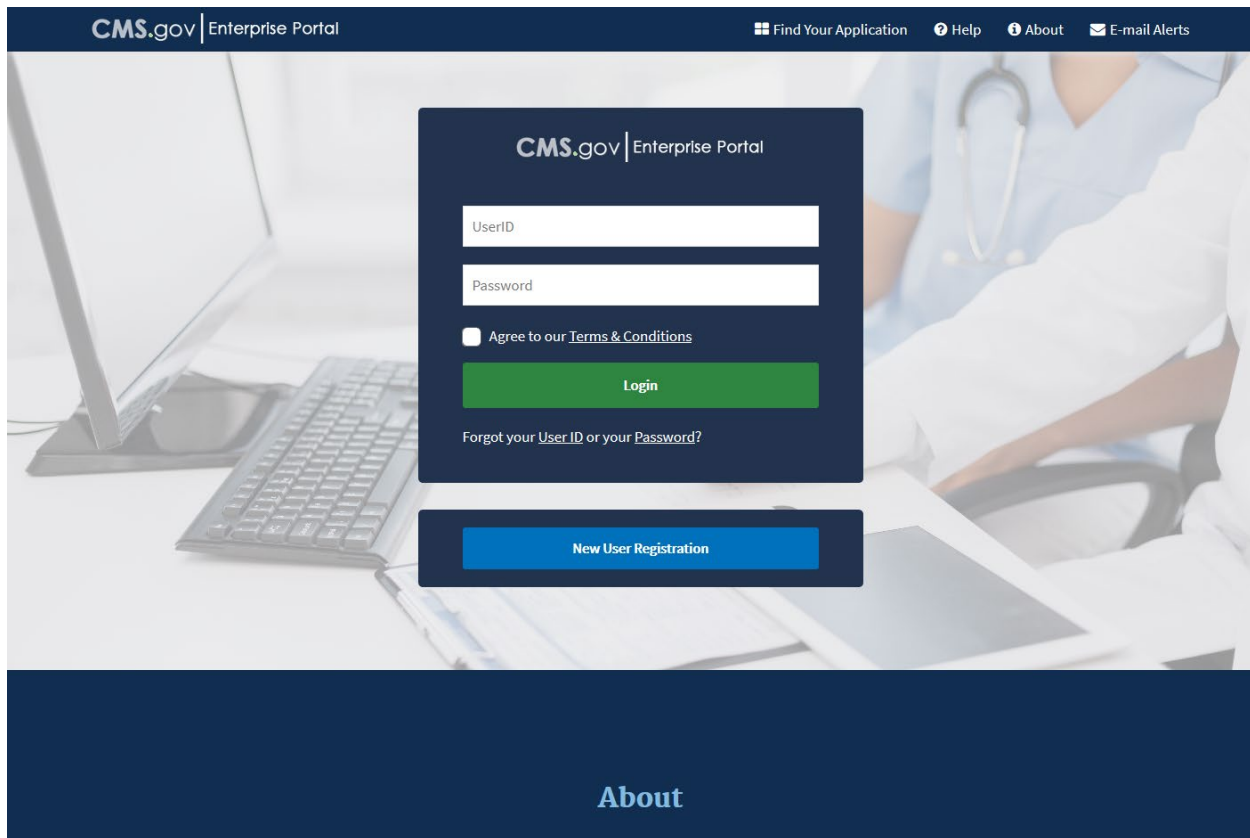 CMS.gov Enterprise Portal Find Your Application Help About E-mail Alerts
CMS.gov Enterprise Portal
UserID
Password
Agree to our Terms & Conditions
Login
Forgot your User ID or your Password?
New User Registration
About